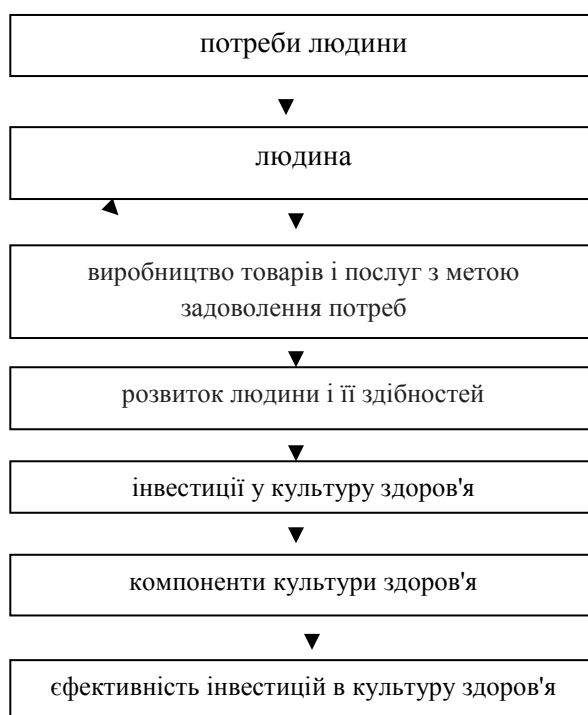 потреби людини
людина
виробництво товарів і послуг з метою
задоволення потреб
розвиток людини і її здібностей
інвестиції у культуру здоров'я
компоненти культури здоров'я
єфективність інвестицій в культуру здоров'я